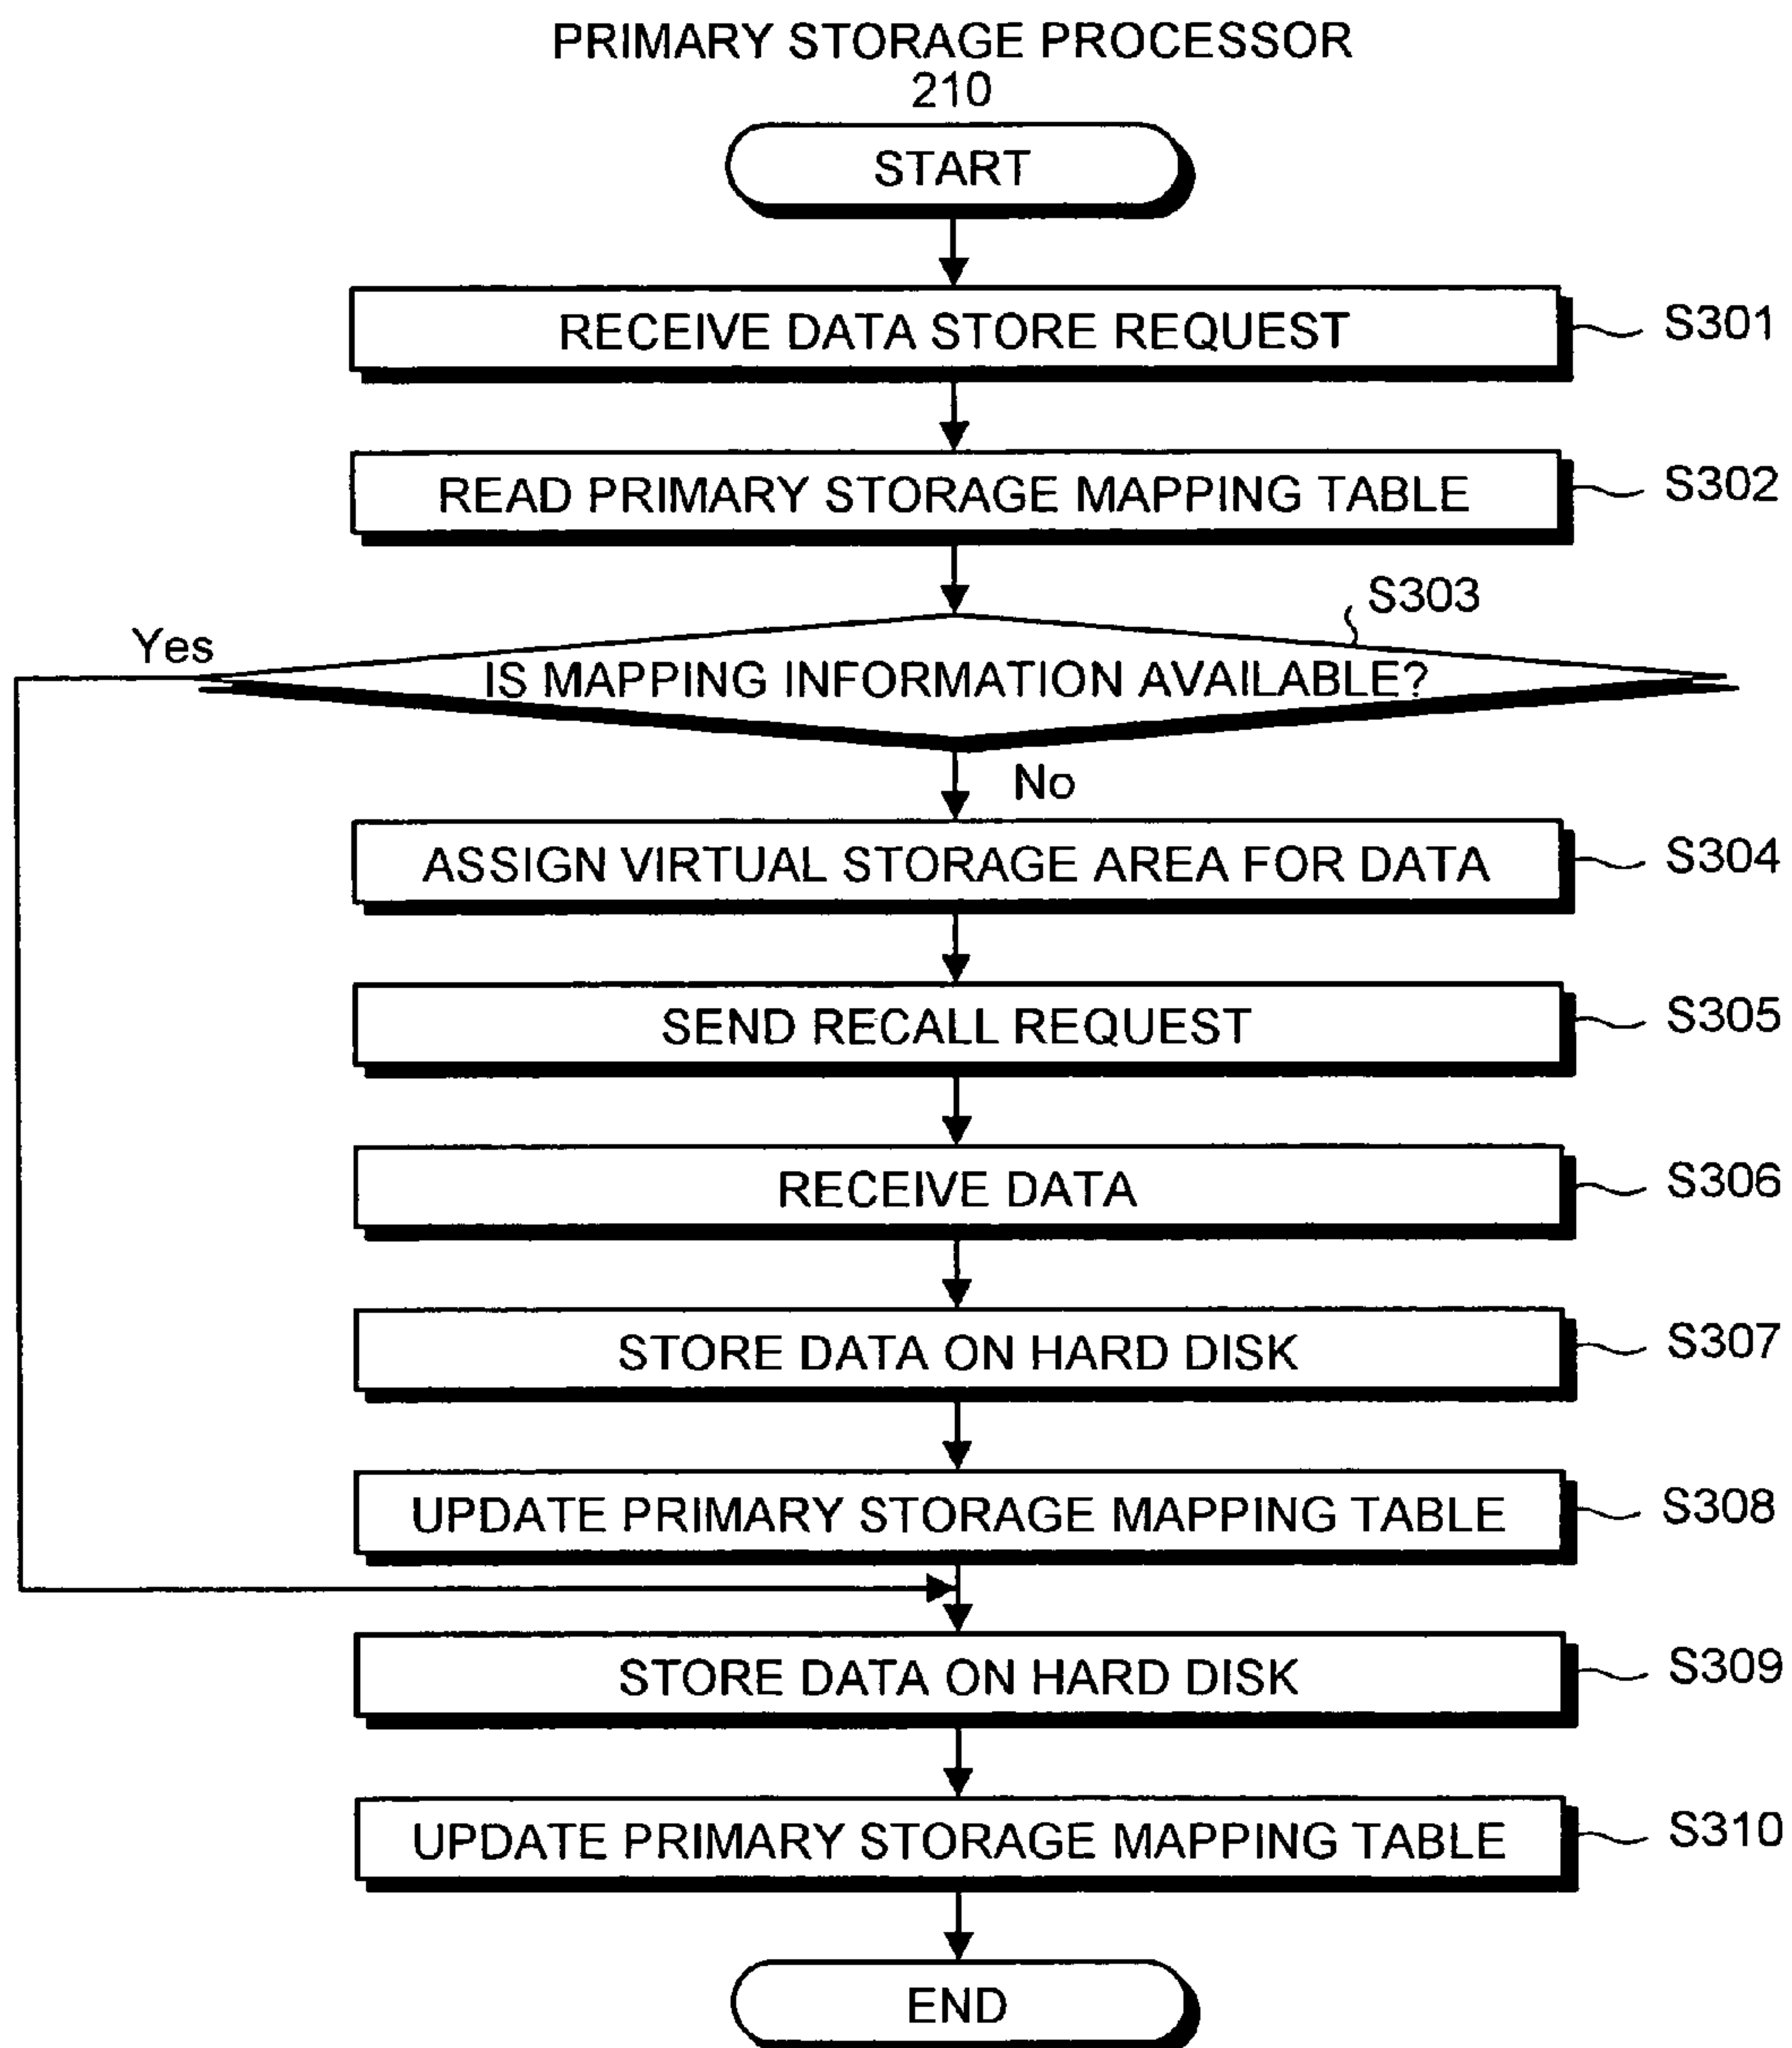 PRIMARY STORAGE PROCESSOR
210
START
RECEIVE DATA STORE REQUEST
S301
READ PRIMARY STORAGE MAPPING TABLE
S302
S303
Yes
IS MAPPING INFORMATION AVAILABLE?
No
ASSIGN VIRTUAL STORAGE AREA FOR DATA
S304
SEND RECALL REQUEST
S305
RECEIVE DATA
S306
STORE DATA ON HARD DISK
S307
UPDATE PRIMARY STORAGE MAPPING TABLE
S308
STORE DATA ON HARD DISK
S309
UPDATE PRIMARY STORAGE MAPPING TABLE
S310
END